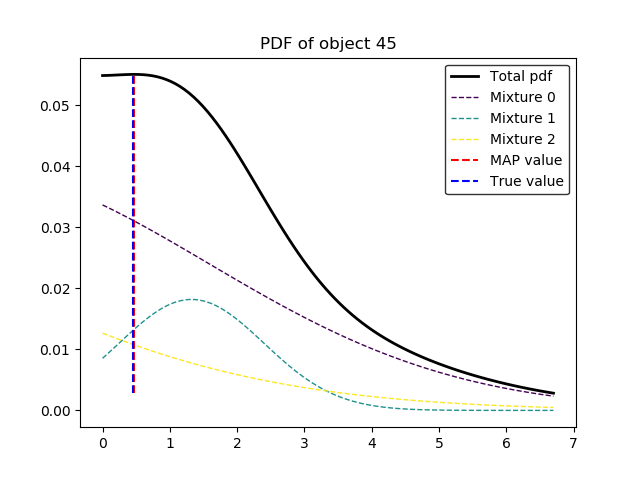 PDF of object 45
Total pdf
Mixture 0
Mixture 1
Mixture 2
MAP value
True value
0.05
0.04
0.03
0.02
0.01
0.00
0 1 2 3 4 5 6 7